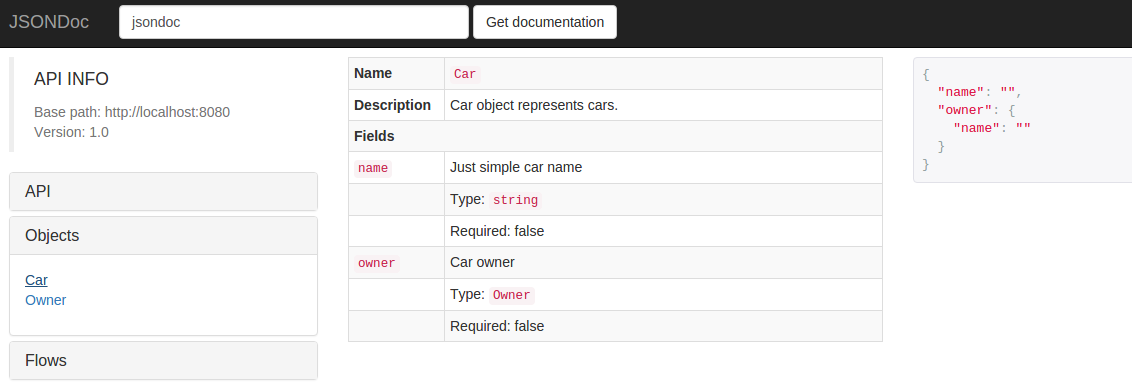 JSONDoc jsondoc Get documentation
API INFO
Base path: http://localhost:8080
Version: 1.0
API
Objects
Car
Owner
Flows
Name Car
Description Car object represents cars.
Fields
name Just simple car name
Type: string
Required: false
owner Car owner
Type: Owner
Required: false
{
"name": "",
"owner": {
"name": ""
}
}